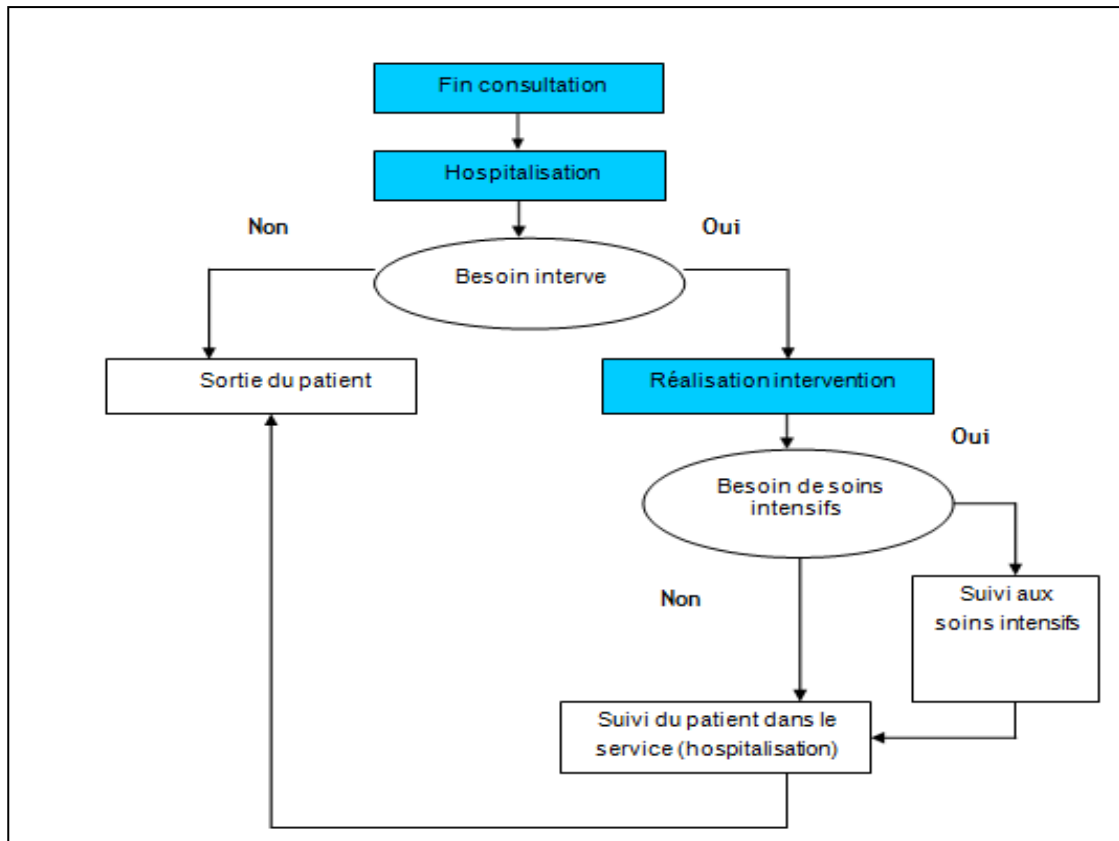 Fin consultation
Hospitalisation
Non
Oui
Besoin interve
Sortie du patient
Réalisation intervention
Oui
Besoin de soins
intensifs
Non
Suivi aux
soins intensifs
Suivi du patient dans le
service (hospitalisation)